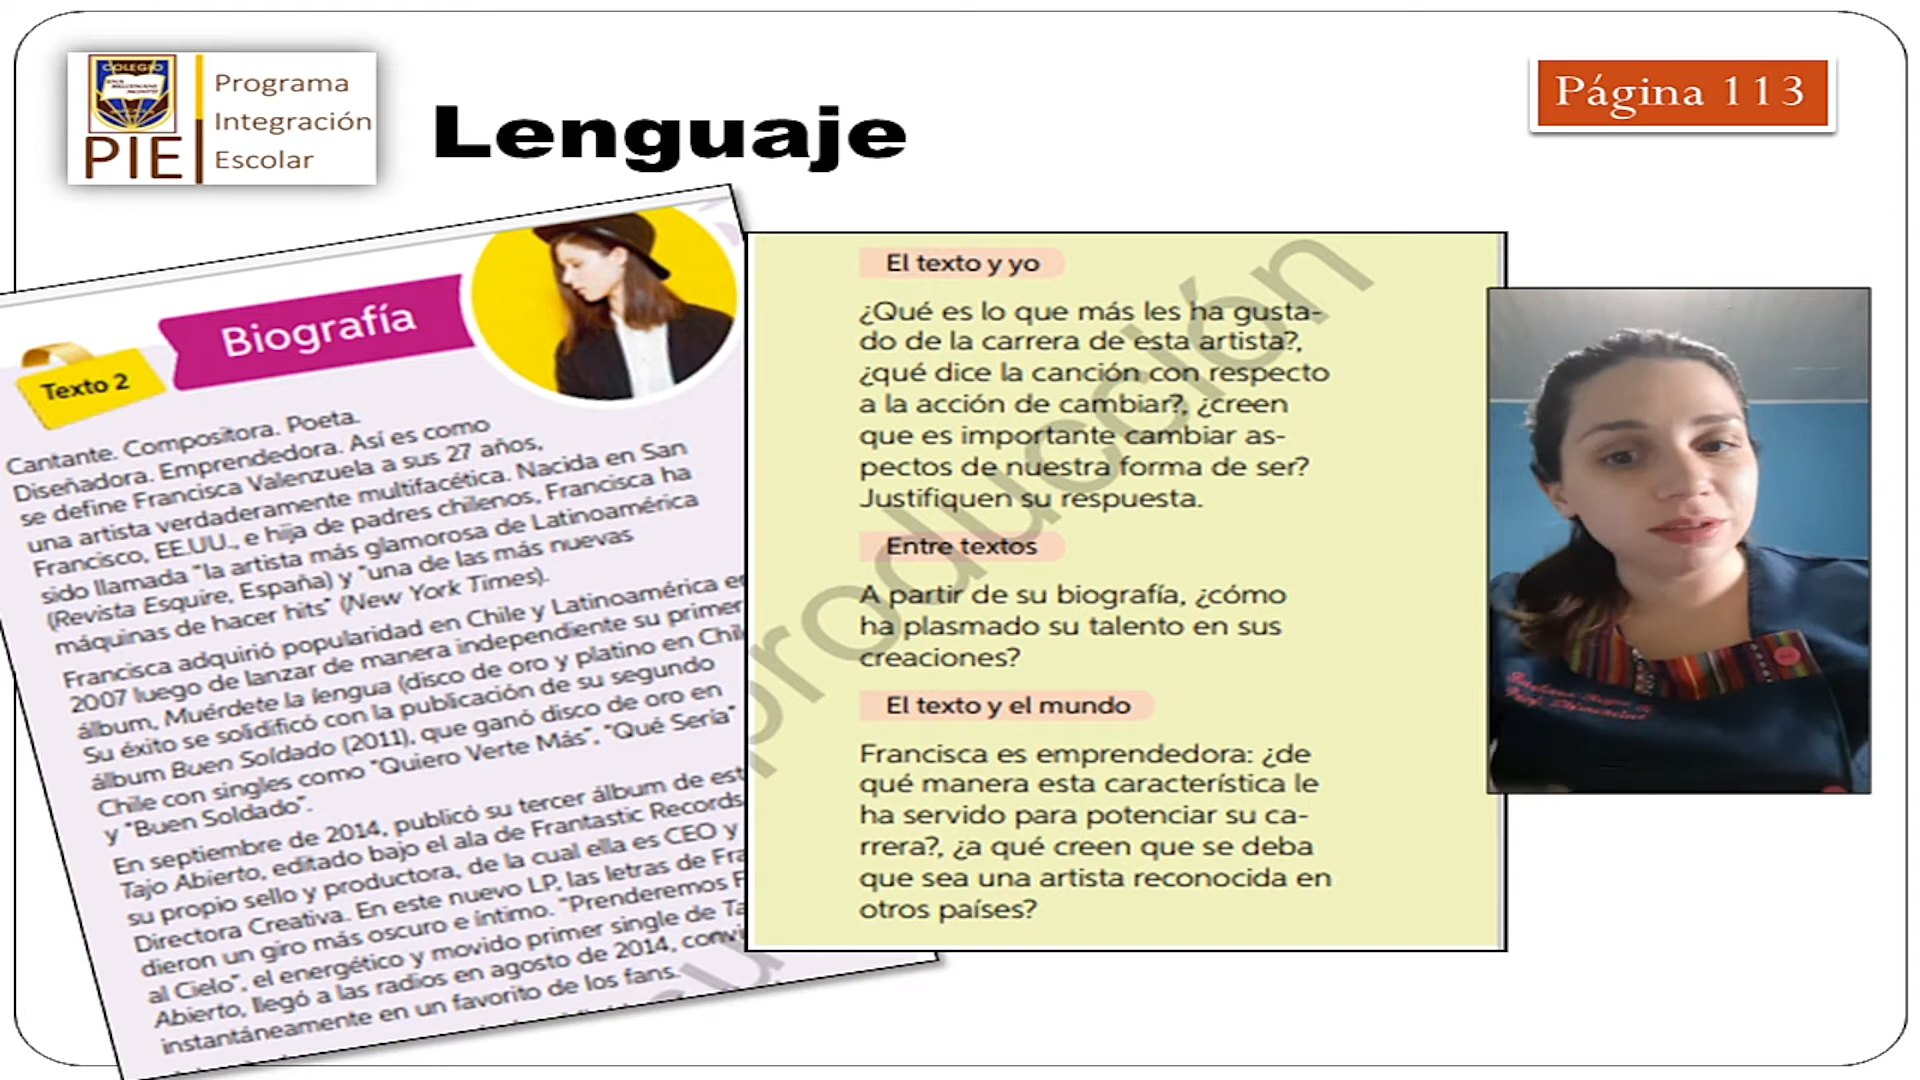 COLEGIO
PIE
Programa
Integración
Escolar
Lenguaje
Página 113
Biografía
Texto 2
Cantante. Compositora. Poeta.
Diseñadora. Emprendedora. Así es como
se define Francisca Valenzuela a sus 27 años,
una artista verdaderamente multifacética. Nacida en San
Francisco, EE.UU., e hija de padres chilenos, Francisca ha
sido llamada "la artista más glamorosa de Latinoamérica
(Revista Esquire, España) y "una de las más nuevas
máquinas de hacer hits" (New York Times).
Francisca adquirió popularidad en Chile y Latinoamérica en
2007 luego de lanzar de manera independiente su primer
álbum, Muérdete la lengua (disco de oro y platino en Chile
Su éxito se solidificó con la publicación de su segundo
álbum Buen Soldado (2011), que ganó disco de oro en
Chile con singles como "Quiero Verte Más", "Qué Sería"
y "Buen Soldado".
En septiembre de 2014, publicó su tercer álbum de est
Tajo Abierto, editado bajo el ala de Frantastic Records,
su propio sello y productora, de la cual ella es CEO y
Directora Creativa. En este nuevo LP, las letras de Fra
dieron un giro más oscuro e íntimo. "Prenderemos F
al Cielo", el energético y movido primer single de Ta
Abierto, llegó a las radios en agosto de 2014, convi
instantáneamente en un favorito de los fans.
El texto y yo
¿Qué es lo que más les ha gusta-
do de la carrera de esta artista?,
¿qué dice la canción con respecto
a la acción de cambiar?, ¿creen
que es importante cambiar as-
pectos de nuestra forma de ser?
Justifiquen su respuesta.
Entre textos
A partir de su biografía, ¿cómo
ha plasmado su talento en sus
creaciones?
El texto y el mundo
Francisca es emprendedora: ¿de
qué manera esta característica le
ha servido para potenciar su ca-
rrera?, ¿a qué creen que se deba
que sea una artista reconocida en
otros países?
su producción